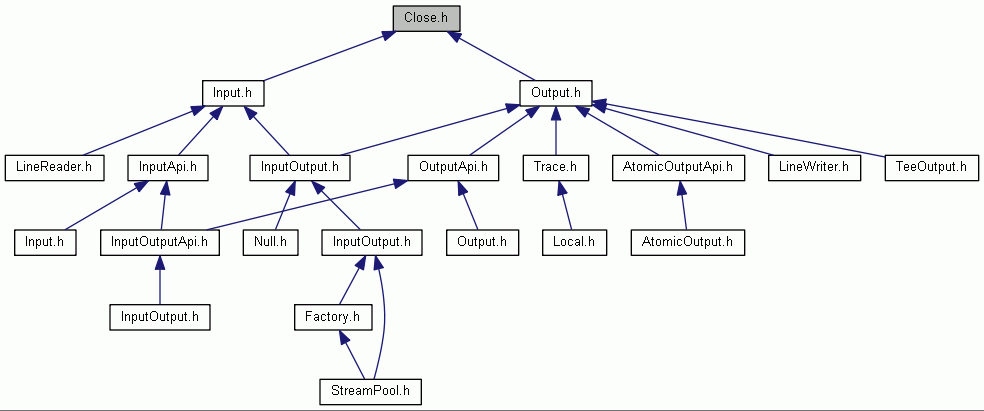 Close.h
Input.h
Output.h
LineReader.h
InputApi.h
InputOutput.h
OutputApi.h
Trace.h
AtomicOutputApi.h
LineWriter.h
TeeOutput.h
Input.h
InputOutputApi.h
Null.h
InputOutput.h
Output.h
Local.h
AtomicOutput.h
InputOutput.h
Factory.h
StreamPool.h